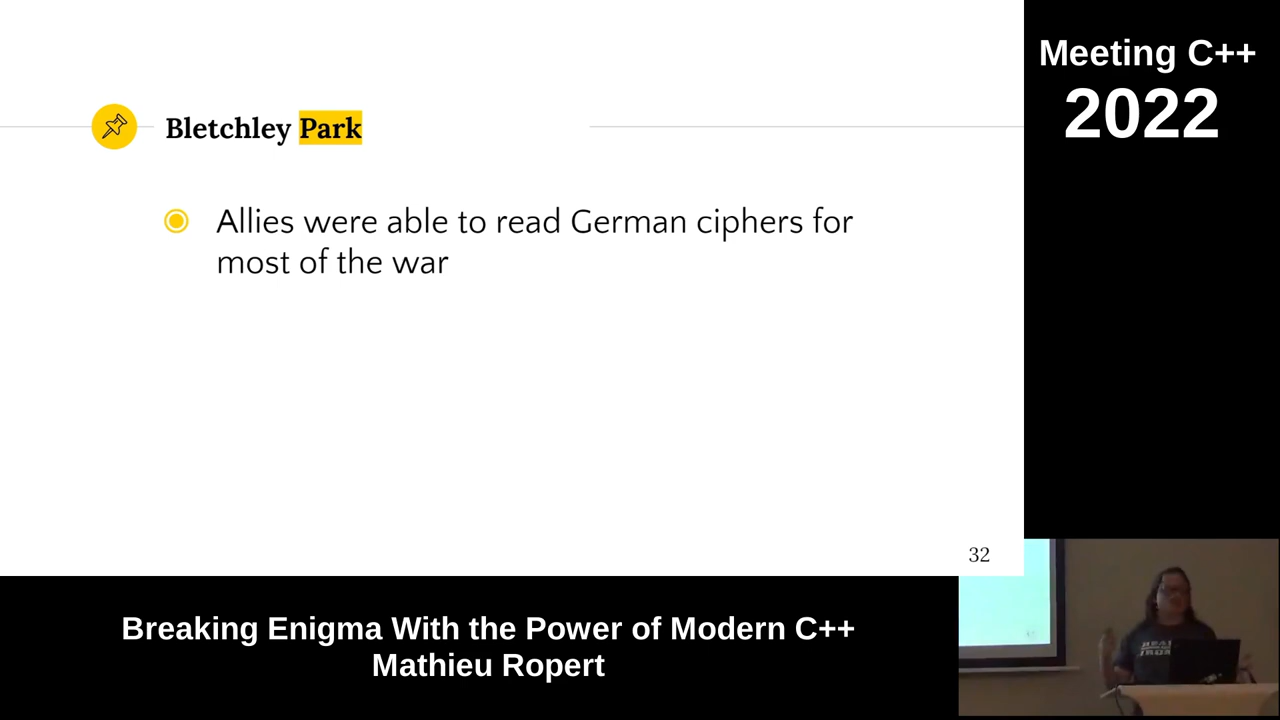 Meeting C++
2022
Bletchley Park
Allies were able to read German ciphers for
most of the war
32
Breaking Enigma With the Power of Modern C++
Mathieu Ropert